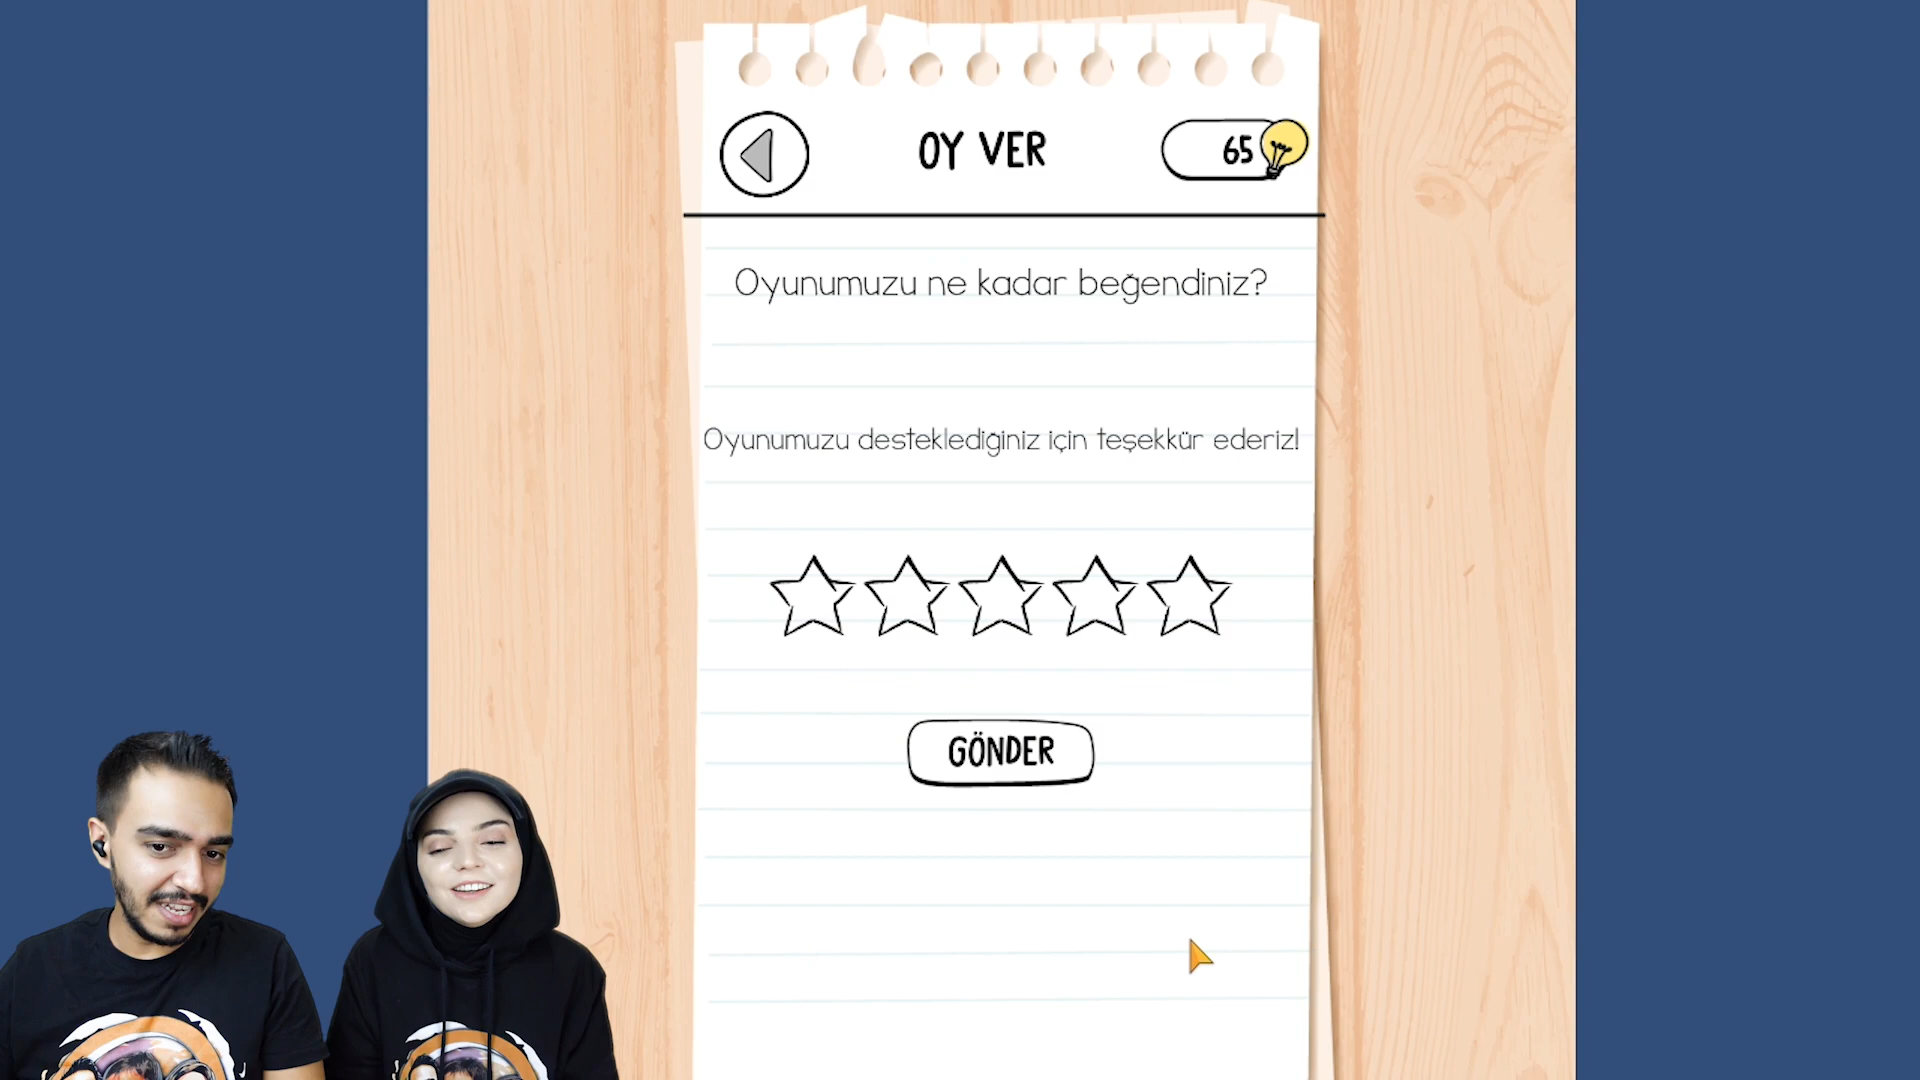 OY VER
65
Oyunumuzu ne kadar beğendiniz?
Oyunumuzu desteklediğiniz için teşekkür ederiz!
GÖNDER